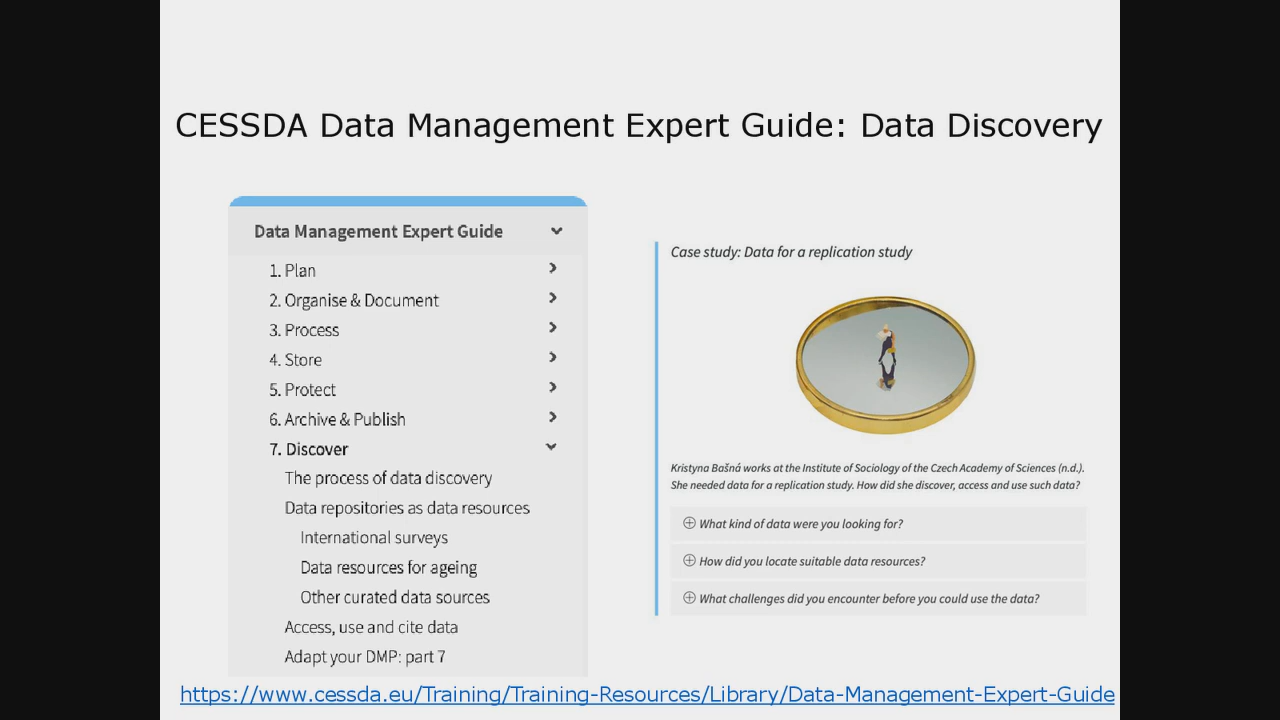 CESSDA Data Management Expert Guide: Data Discovery
Data Management Expert Guide
1. Plan
2. Organise & Document
3. Process
4. Store
5. Protect
6. Archive & Publish
7. Discover
The process of data discovery
Data repositories as data resources
International surveys
Data resources for ageing
Other curated data sources
Access, use and cite data
Adapt your DMP: part 7
Case study: Data for a replication study
Kristyna Bašná works at the Institute of Sociology of the Czech Academy of Sciences (n.d.).
She needed data for a replication study. How did she discover, access and use such data?
What kind of data were you looking for?
How did you locate suitable data resources?
What challenges did you encounter before you could use the data?
https://www.cessda.eu/Training/Training-Resources/Library/Data-Management-Expert-Guide